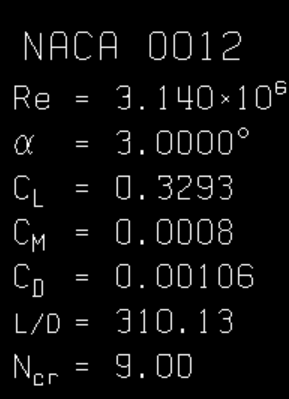 NACA 0012
Re = 3.140×10⁶
α = 3.0000°
C_L = 0.3293
C_M = 0.0008
C_D = 0.00106
L/D = 310.13
N_cr = 9.00